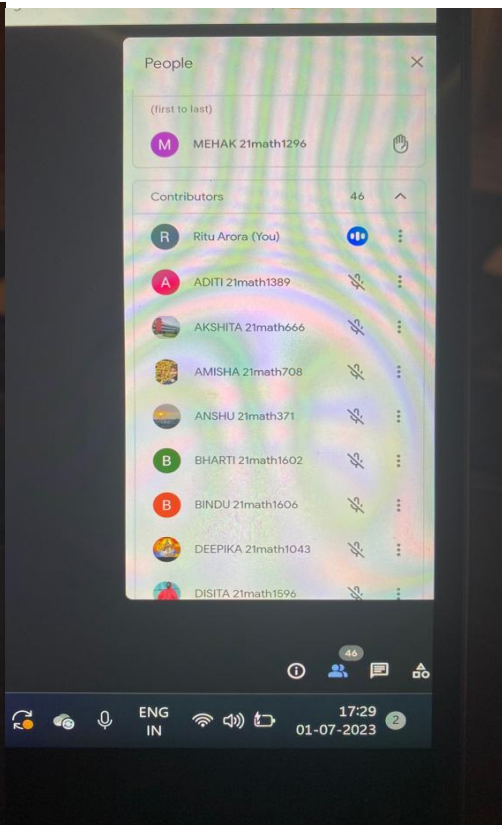 People
(first to last)
M MEHAK 21math1296
Contributors 46
R Ritu Arora (You)
A ADITI 21math1389
AKSHITA 21math666
AMISHA 21math708
ANSHU 21math371
B BHARTI 21math1602
B BINDU 21math1606
DEEPIKA 21math1043
DISITA 21math1596
46
ENG 17:29
IN 01-07-2023 2